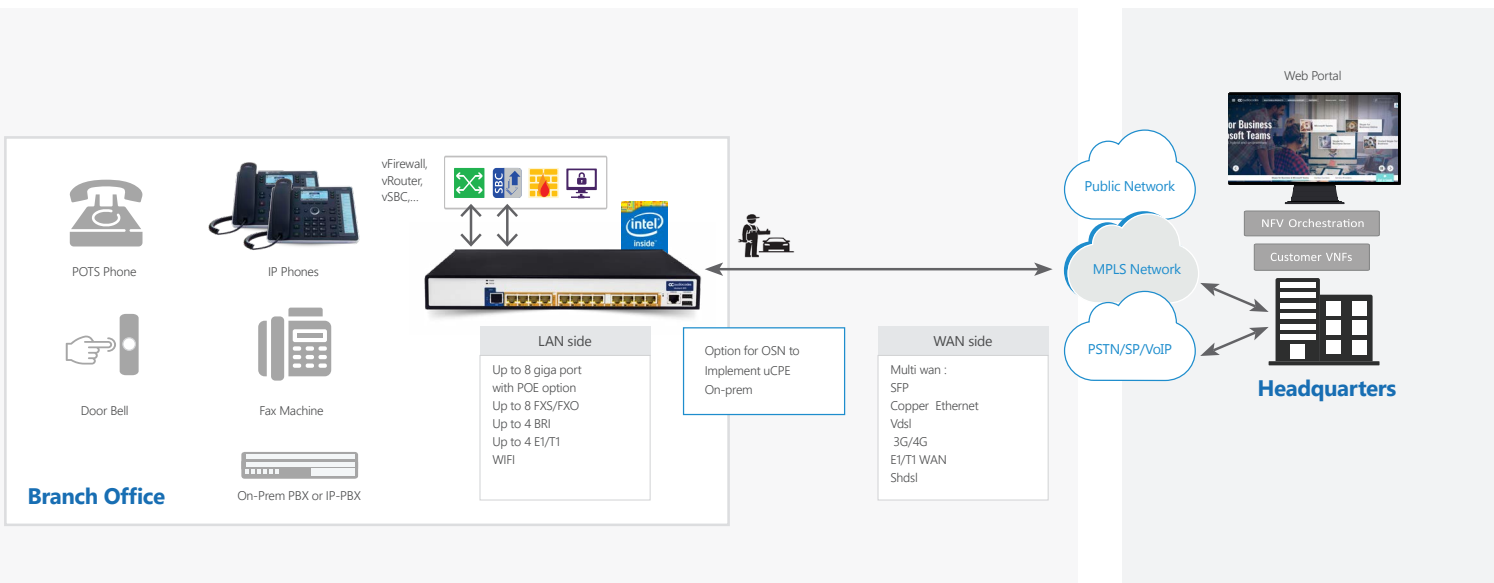 Web Portal
or Business
osoft Teams
NFV Orchestration
Customer VNFs
Headquarters
Public Network
MPLS Network
PSTN/SP/VoIP
vFirewall,
vRouter,
vSBC,...
SBC
intel
inside
POTS Phone
IP Phones
Door Bell
Fax Machine
On-Prem PBX or IP-PBX
Branch Office
LAN side
Up to 8 giga port
with POE option
Up to 8 FXS/FXO
Up to 4 BRI
Up to 4 E1/T1
WIFI
Option for OSN to
Implement uCPE
On-prem
WAN side
Multi wan :
SFP
Copper Ethernet
Vdsl
3G/4G
E1/T1 WAN
Shdsl